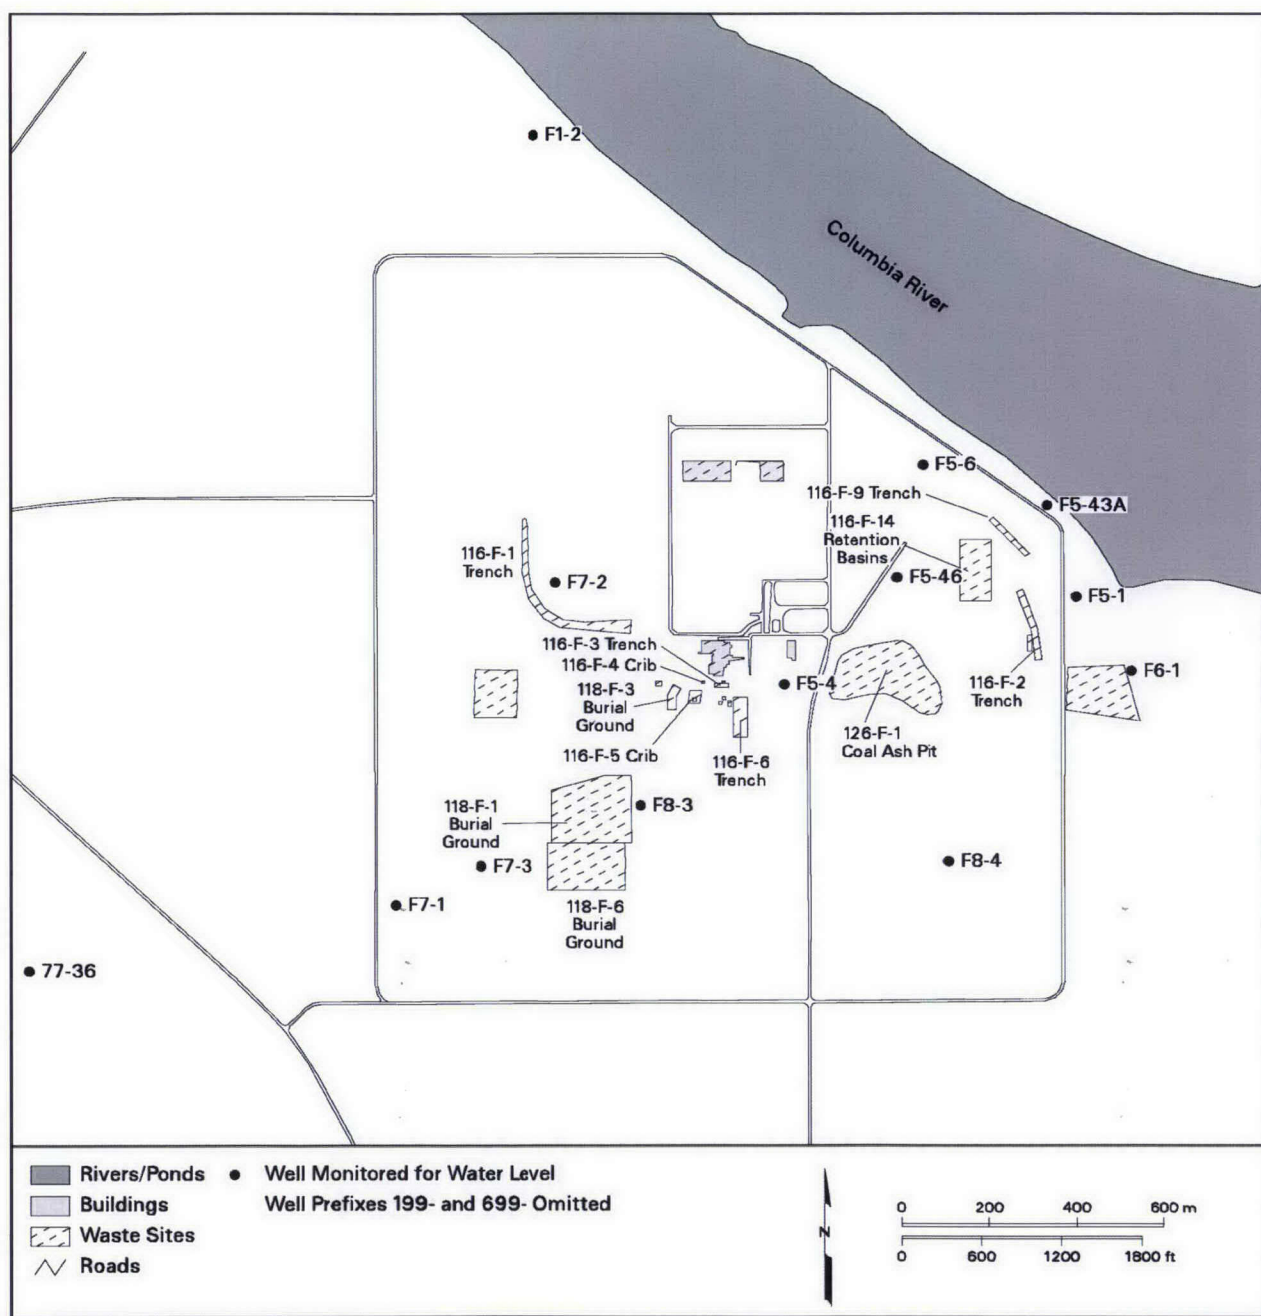 F1-2
Columbia River
F5-6
116-F-9 Trench
F5-43A
116-F-14
Retention
Basins
116-F-1
Trench
F7-2
F5-46
F5-1
116-F-3 Trench
116-F-4 Crib
118-F-3
Burial
Ground
F5-4
116-F-2
Trench
F6-1
126-F-1
Coal Ash Pit
116-F-5 Crib
116-F-6
Trench
118-F-1
Burial
Ground
F8-3
F7-3
F8-4
F7-1
118-F-6
Burial
Ground
77-36
Rivers/Ponds
Buildings
Waste Sites
Roads
Well Monitored for Water Level
Well Prefixes 199- and 699- Omitted
N
0 200 400 600 m
0 600 1200 1800 ft